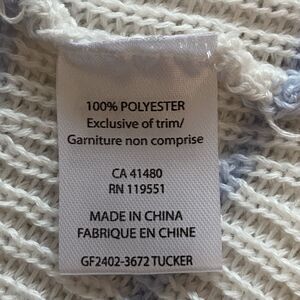 100% POLYESTER
Exclusive of trim/
Garniture non comprise
CA 41480
RN 119551
MADE IN CHINA
FABRIQUE EN CHINE
GF2402-3672 TUCKER